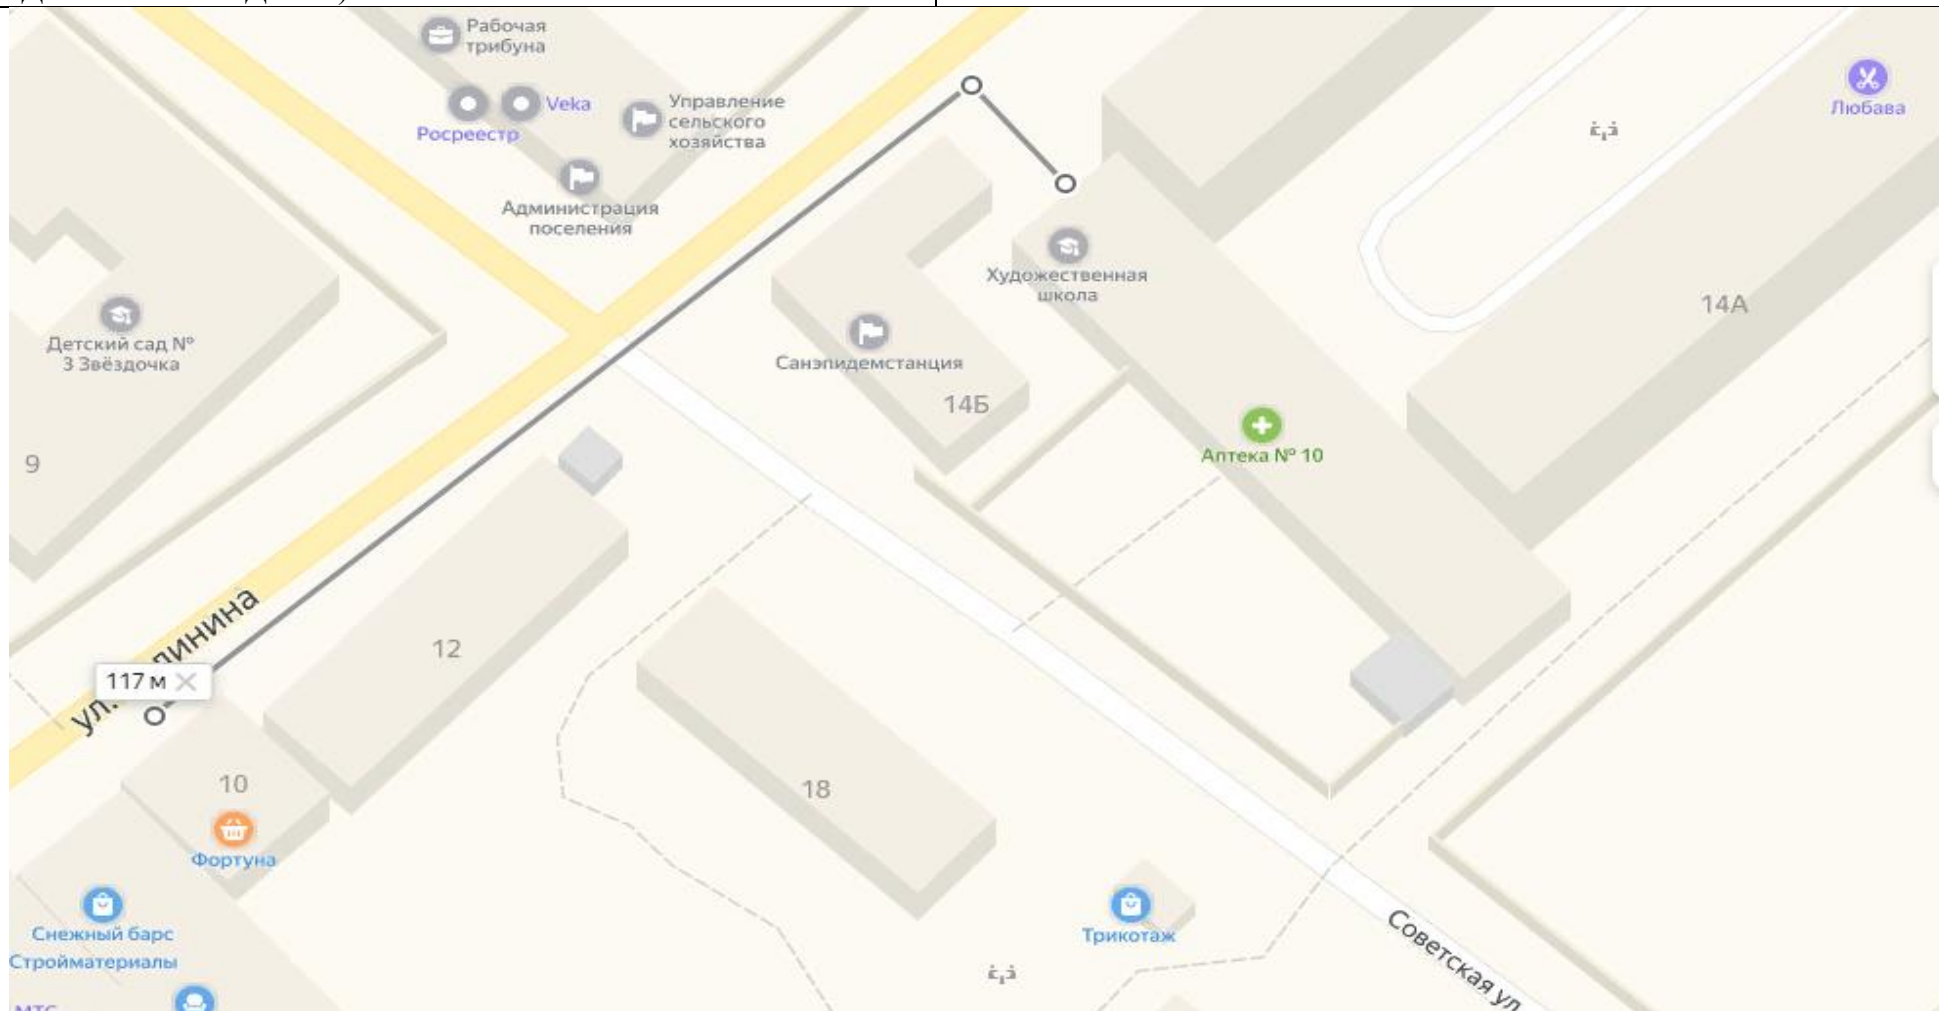 Рабочая
трибуна
Veka
Росреестр
Управление
сельского
хозяйства
Администрация
поселения
Любава
Детский сад №
3 Звёздочка
Художественная
школа
14А
Санэпидемстанция
14Б
9
Аптека № 10
12
117 м
10
18
Фортуна
Снежный барс
Стройматериалы
Трикотаж
Советская ул
МТС